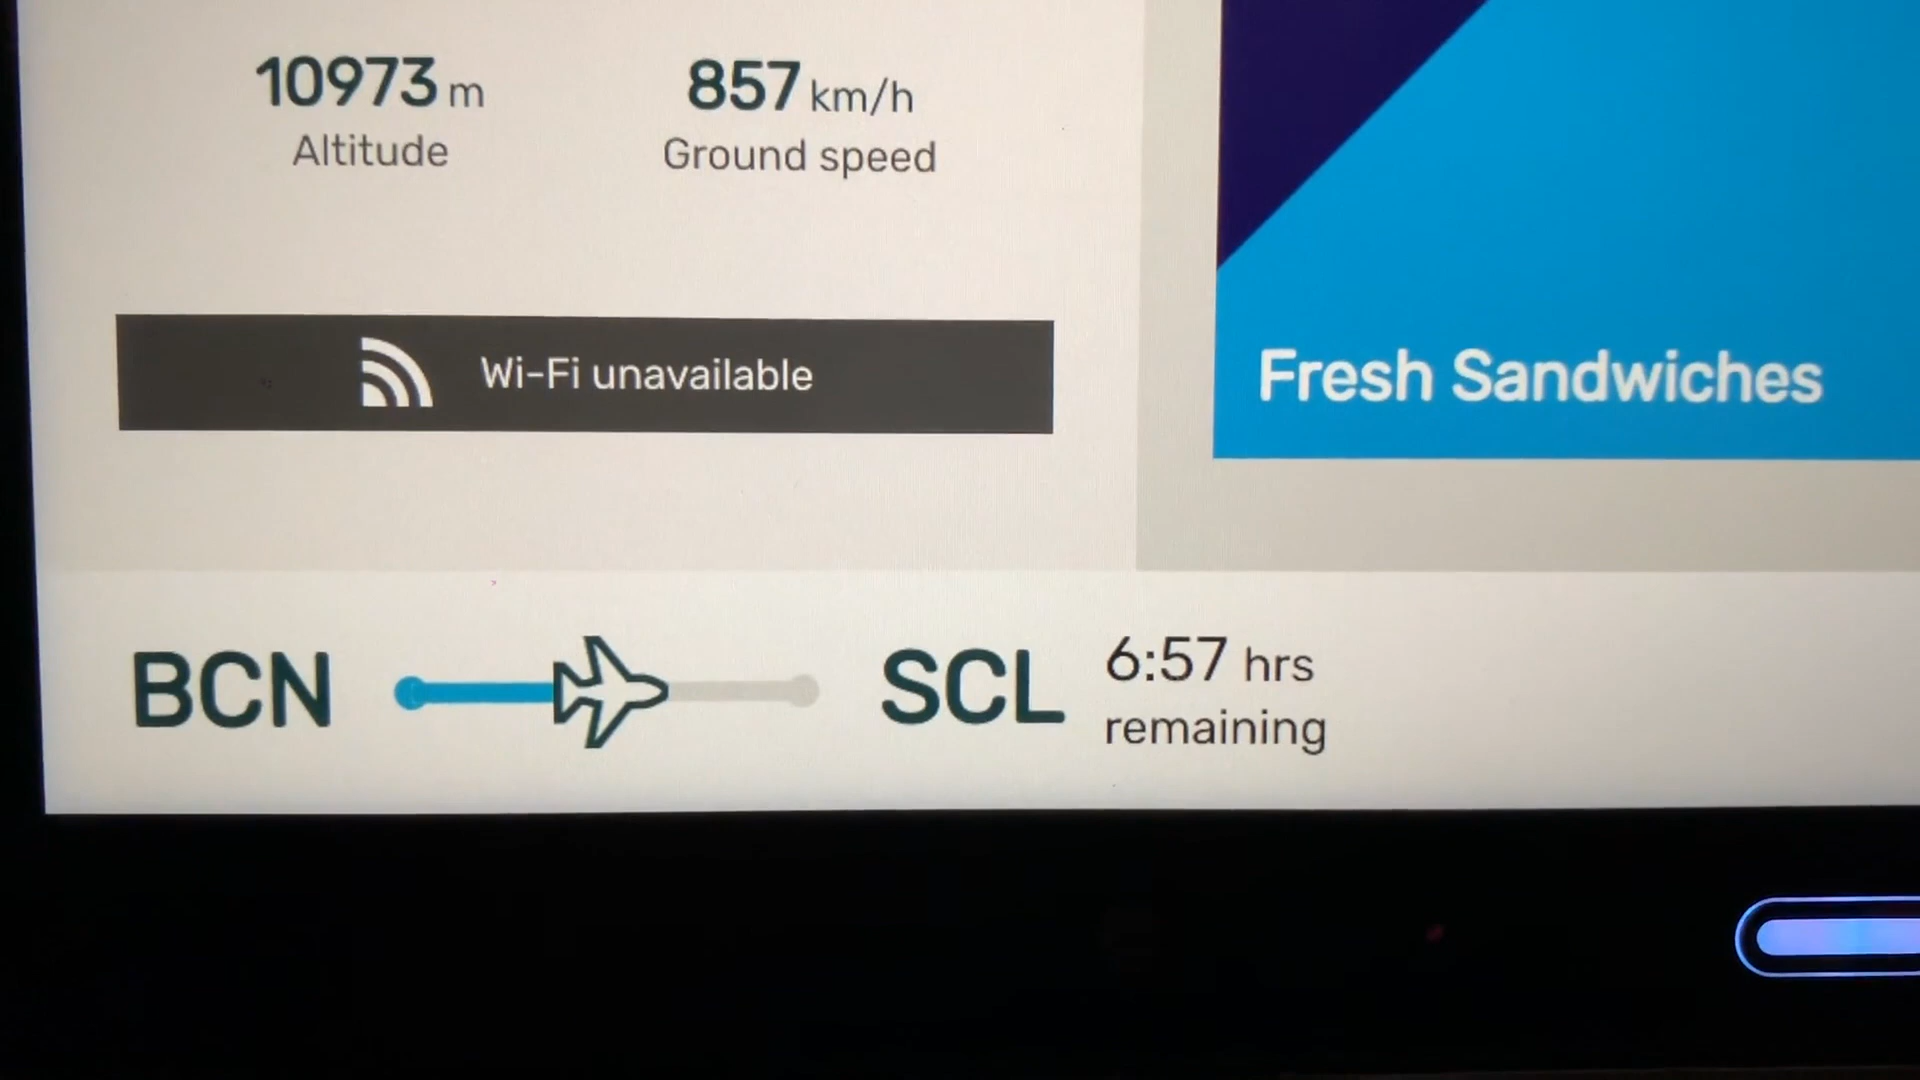 10973 m
Altitude
857 km/h
Ground speed
Wi-Fi unavailable
Fresh Sandwiches
BCN
SCL
6:57 hrs
remaining